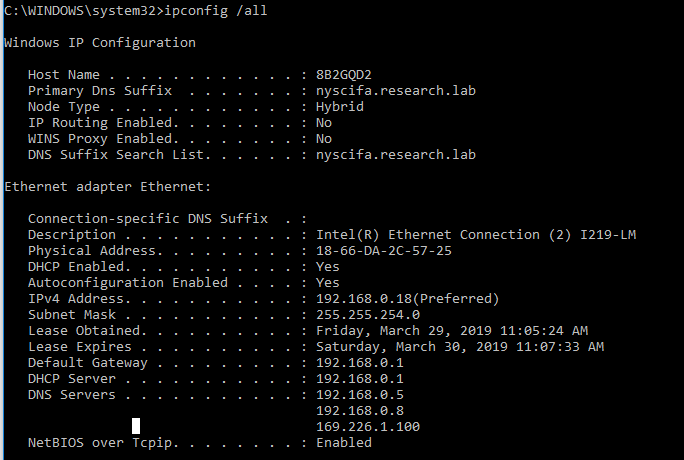 C:\WINDOWS\system32>ipconfig /all
Windows IP Configuration
Host Name . . . . . . . . . . . . : 8B2GQD2
Primary Dns Suffix  . . . . . . . : nyscifa.research.lab
Node Type . . . . . . . . . . . . : Hybrid
IP Routing Enabled. . . . . . . . : No
WINS Proxy Enabled. . . . . . . . : No
DNS Suffix Search List. . . . . . : nyscifa.research.lab
Ethernet adapter Ethernet:
Connection-specific DNS Suffix  . :
Description . . . . . . . . . . . : Intel(R) Ethernet Connection (2) I219-LM
Physical Address. . . . . . . . . : 18-66-DA-2C-57-25
DHCP Enabled. . . . . . . . . . . : Yes
Autoconfiguration Enabled . . . . : Yes
IPv4 Address. . . . . . . . . . . : 192.168.0.18(Preferred)
Subnet Mask . . . . . . . . . . . : 255.255.254.0
Lease Obtained. . . . . . . . . . : Friday, March 29, 2019 11:05:24 AM
Lease Expires . . . . . . . . . . : Saturday, March 30, 2019 11:07:33 AM
Default Gateway . . . . . . . . . : 192.168.0.1
DHCP Server . . . . . . . . . . . : 192.168.0.1
DNS Servers . . . . . . . . . . . : 192.168.0.5
192.168.0.8
169.226.1.100
NetBIOS over Tcpip. . . . . . . . : Enabled